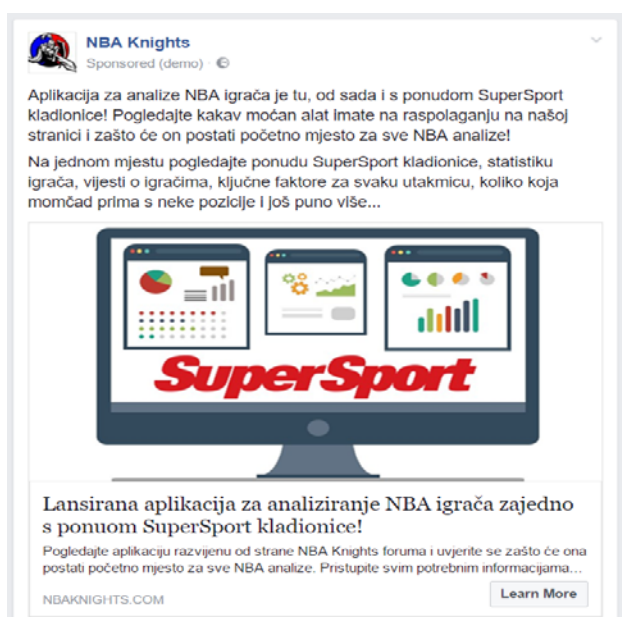 NBA Knights
Sponsored (demo) ·
Aplikacija za analize NBA igrača je tu, od sada i s ponudom SuperSport
kladionice! Pogledajte kakav moćan alat imate na raspolaganju na našoj
stranici i zašto će on postati početno mjesto za sve NBA analize!
Na jednom mjestu pogledajte ponudu SuperSport kladionice, statistiku
igrača, vijesti o igračima, ključne faktore za svaku utakmicu, koliko koja
momčad prima s neke pozicije i još puno više...
SuperSport
Lansirana aplikacija za analiziranje NBA igrača zajedno
s ponuom SuperSport kladionice!
Pogledajte aplikaciju razvijenu od strane NBA Knights foruma i uvjerite se zašto će ona
postati početno mjesto za sve NBA analize. Pristupite svim potrebnim informacijama...
NBAKNIGHTS.COM
Learn More